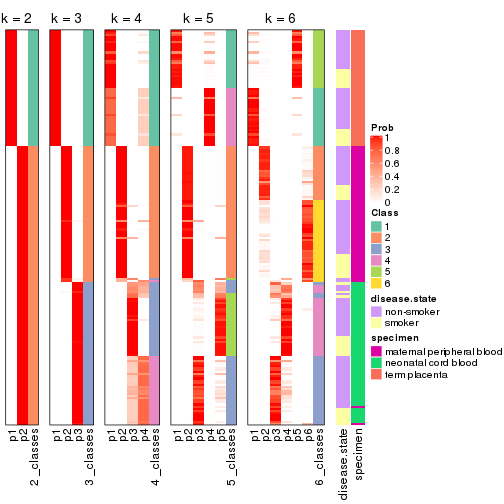 k = 2 k = 3 k = 4 k = 5 k = 6
Prob
1
0.8
0.6
0.4
0.2
0
Class
1
2
3
4
5
6
disease.state
non-smoker
smoker
specimen
maternal peripheral blood
neonatal cord blood
term placenta
p1
p2
2_classes
p1
p2
p3
3_classes
p1
p2
p3
p4
4_classes
p1
p2
p3
p4
p5
5_classes
p1
p2
p3
p4
p5
p6
6_classes
disease.state
specimen